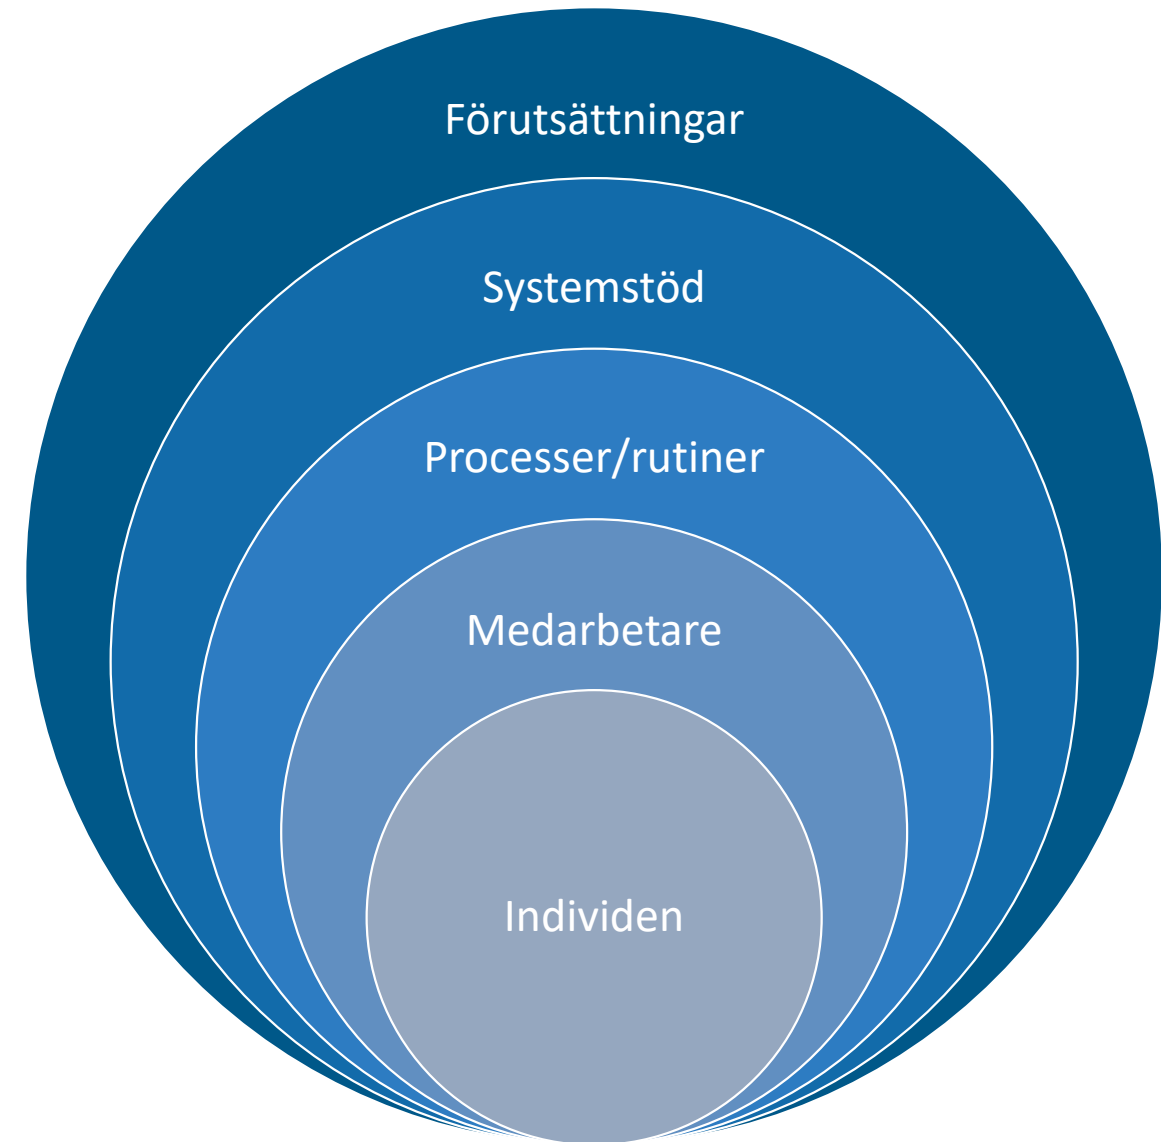 Förutsättningar
Systemstöd
Processer/rutiner
Medarbetare
Individen